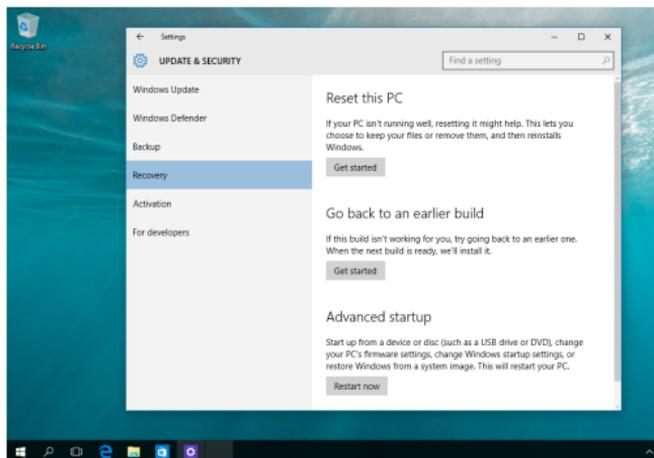 Recycle Bin
Settings
UPDATE & SECURITY
Find a setting
Windows Update
Windows Defender
Backup
Recovery
Activation
For developers
Reset this PC
If your PC isn't running well, resetting it might help. This lets you
choose to keep your files or remove them, and then reinstalls
Windows.
Get started
Go back to an earlier build
If this build isn't working for you, try going back to an earlier one.
When the next build is ready, we'll install it.
Get started
Advanced startup
Start up from a device or disc (such as a USB drive or DVD), change
your PC's firmware settings, change Windows startup settings, or
restore Windows from a system image. This will restart your PC.
Restart now